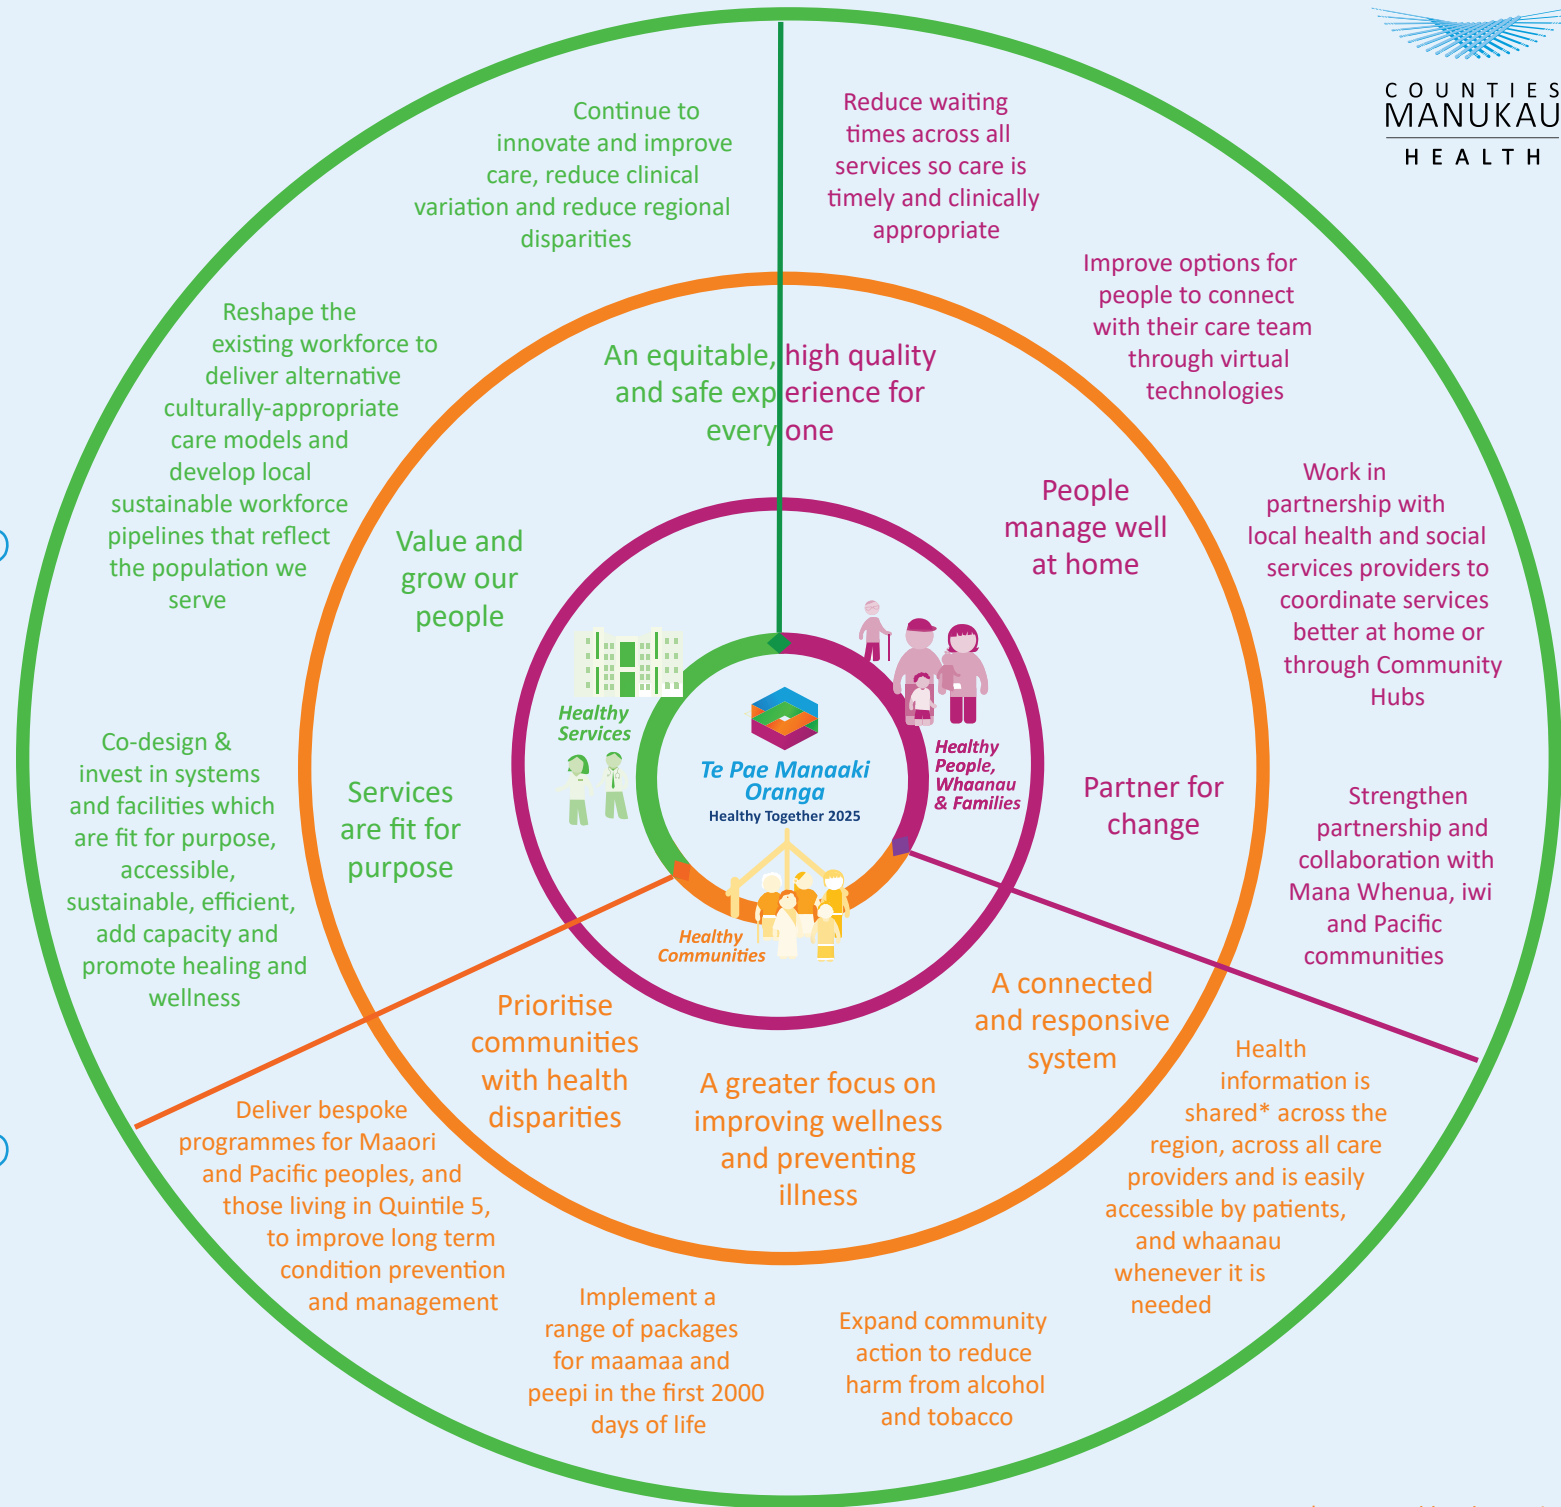 COUNTIES
MANUKAU
HEALTH
Continue to
innovate and improve
care, reduce clinical
variation and reduce regional
disparities
Reduce waiting
times across all
services so care is
timely and clinically
appropriate
Improve options for
people to connect
with their care team
through virtual
technologies
Reshape the
existing workforce to
deliver alternative
culturally-appropriate
care models and
develop local
sustainable workforce
pipelines that reflect
the population we
serve
An equitable, high quality
and safe experience for
everyone
Work in
partnership with
local health and social
services providers to
coordinate services
better at home or
through Community
Hubs
People
manage well
at home
Value and
grow our
people
Healthy
Services
Te Pae Manaaki
Oranga
Healthy Together 2025
Healthy
People,
Whaanau
& Families
Healthy
Communities
Co-design &
invest in systems
and facilities which
are fit for purpose,
accessible,
sustainable, efficient,
add capacity and
promote healing and
wellness
Services
are fit for
purpose
Partner for
change
Strengthen
partnership and
collaboration with
Mana Whenua, iwi
and Pacific
communities
Prioritise
communities
with health
disparities
A greater focus on
improving wellness
and preventing
illness
A connected
and responsive
system
Health
information is
shared* across the
region, across all care
providers and is easily
accessible by patients,
and whaanau
whenever it is
needed
Deliver bespoke
programmes for Maaori
and Pacific peoples, and
those living in Quintile 5,
to improve long term
condition prevention
and management
Implement a
range of packages
for maamaa and
peepi in the first 2000
days of life
Expand community
action to reduce
harm from alcohol
and tobacco